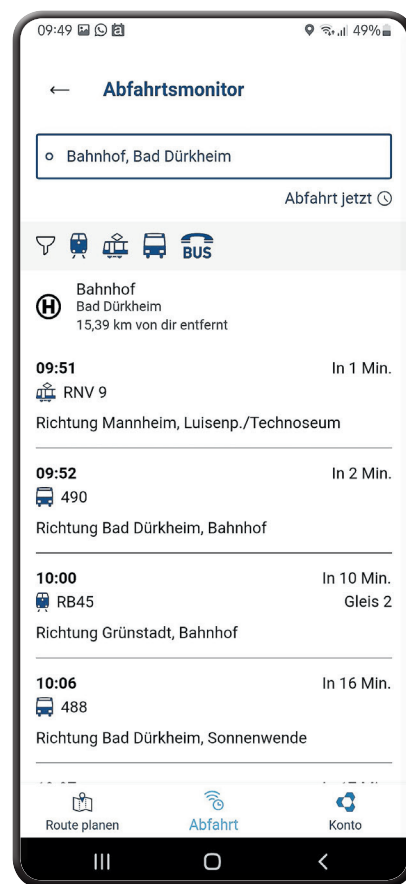 09:49 49%
Abfahrtsmonitor
Bahnhof, Bad Dürkheim
Abfahrt jetzt
BUS
H
Bahnhof
Bad Dürkheim
15,39 km von dir entfernt
09:51 In 1 Min.
RNV 9
Richtung Mannheim, Luisenp./Technoseum
09:52 In 2 Min.
490
Richtung Bad Dürkheim, Bahnhof
10:00 In 10 Min.
RB45 Gleis 2
Richtung Grünstadt, Bahnhof
10:06 In 16 Min.
488
Richtung Bad Dürkheim, Sonnenwende
Route planen Abfahrt Konto